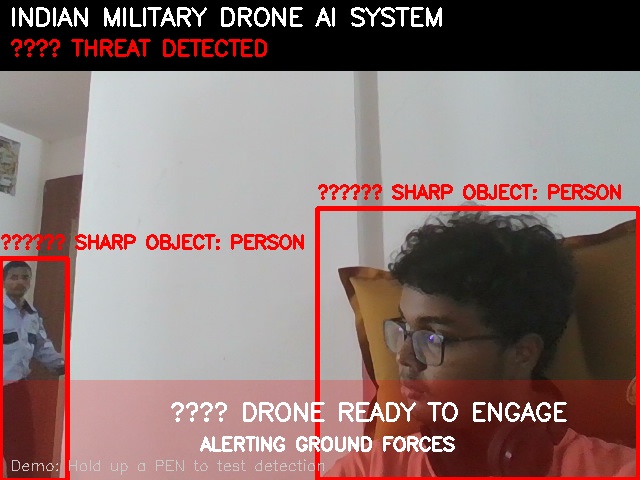 INDIAN MILITARY DRONE AI SYSTEM
???? THREAT DETECTED
?????? SHARP OBJECT: PERSON
?????? SHARP OBJECT: PERSON
???? DRONE READY TO ENGAGE
ALERTING GROUND FORCES
Demo: Hold up a PEN to test detection